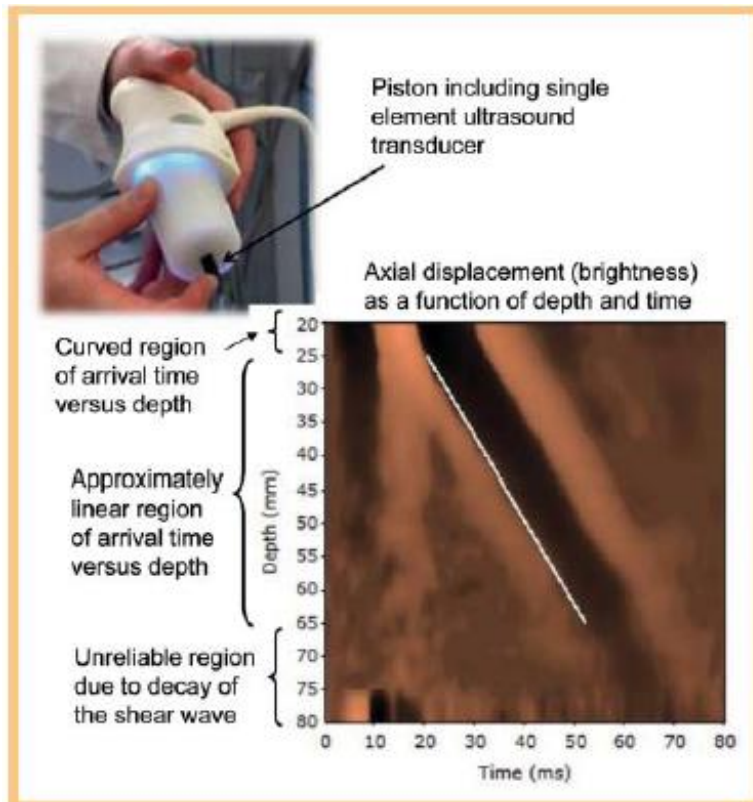 Piston including single
element ultrasound
transducer
Axial displacement (brightness)
as a function of depth and time
Curved region
of arrival time
versus depth
Approximately
linear region
of arrival time
versus depth
Unreliable region
due to decay of
the shear wave
Depth (mm)
20
25
30
35
40
45
50
55
60
65
70
75
80
0 10 20 30 40 50 60 70 80
Time (ms)